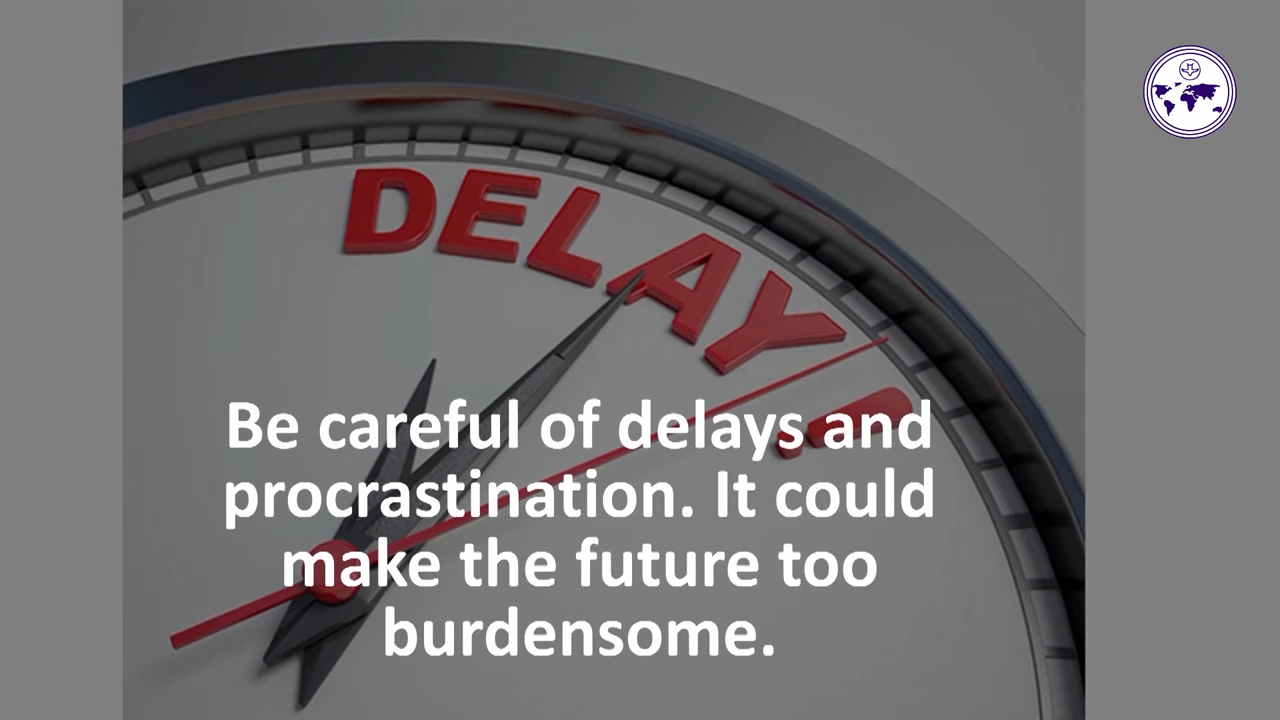 DELAY!
Be careful of delays and
procrastination. It could
make the future too
burdensome.